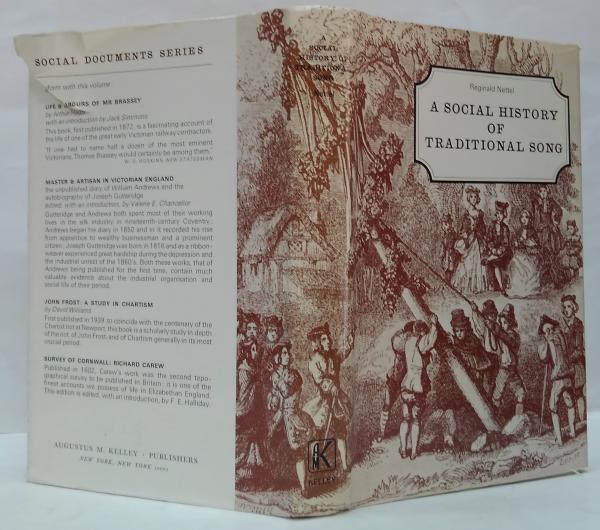 SOCIAL DOCUMENTS SERIES
uniform with this volume
LIFE & LABOURS OF MR BRASSEY
by Arthur Helps
with an introduction by Jack Simmons
This book, first published in 1872, is a fascinating account of
the life of one of the great early Victorian railway contractors.
'If one had to name half a dozen of the most eminent
Victorians, Thomas Brassey would certainly be among them.'
W. G. HOSKINS, NEW STATESMAN
MASTER & ARTISAN IN VICTORIAN ENGLAND
the unpublished diary of William Andrews and the
autobiography of Joseph Gutteridge
edited, with an introduction, by Valerie E. Chancellor
Gutteridge and Andrews both spent most of their working
lives in the silk industry in nineteenth-century Coventry.
Andrews began his diary in 1850 and in it recorded his rise
from apprentice to wealthy businessman and a prominent
citizen; Joseph Gutteridge was born in 1816 and as a ribbon-
weaver experienced great hardship during the depression and
the industrial unrest of the 1860's. Both these works, that of
Andrews being published for the first time, contain much
valuable evidence about the industrial organisation and
social life of their period.
JOHN FROST: A STUDY IN CHARTISM
by David Williams
First published in 1939 to coincide with the centenary of the
Chartist riot at Newport, this book is a scholarly study in depth
of the riot, of John Frost, and of Chartism generally in its most
crucial period.
SURVEY OF CORNWALL: RICHARD CAREW
Published in 1602, Carew's work was the second topo-
graphical survey to be published in Britain; it is one of the
finest accounts we possess of life in Elizabethan England.
This edition is edited, with an introduction, by F. E. Halliday.
AUGUSTUS M. KELLEY · PUBLISHERS
NEW YORK, NEW YORK 10001
A
SOCIAL
HISTORY OF
TRADITIONAL
SONG
Nettel
KELLEY
Reginald Nettel
A SOCIAL HISTORY
OF
TRADITIONAL SONG